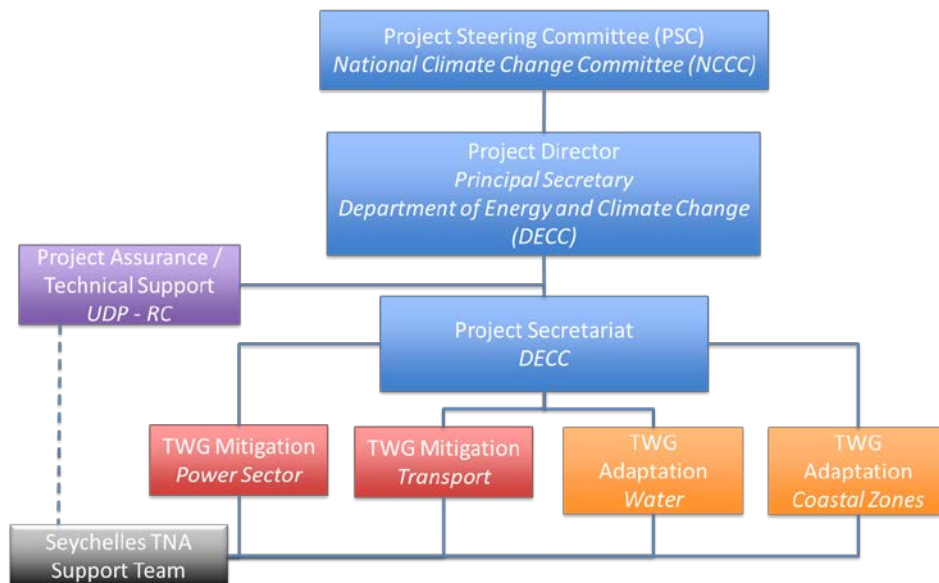 Project Steering Committee (PSC)
National Climate Change Committee (NCCC)
Project Director
Principal Secretary
Department of Energy and Climate Change
(DECC)
Project Assurance /
Technical Support
UDP - RC
Project Secretariat
DECC
TWG Mitigation
Power Sector
TWG Mitigation
Transport
TWG
Adaptation
Water
TWG
Adaptation
Coastal Zones
Seychelles TNA
Support Team